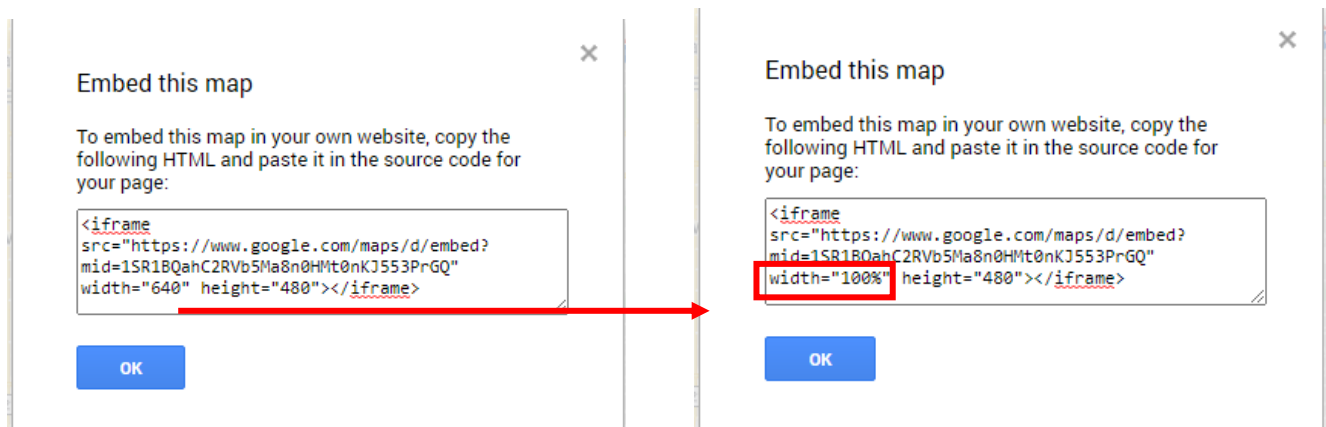 ×
Embed this map
To embed this map in your own website, copy the
following HTML and paste it in the source code for
your page:
<iframe
src="https://www.google.com/maps/d/embed?
mid=1SR1BQahC2RVb5Ma8n0HMt0nKJ553PrGQ"
width="640" height="480"></iframe>
OK
×
Embed this map
To embed this map in your own website, copy the
following HTML and paste it in the source code for
your page:
<iframe
src="https://www.google.com/maps/d/embed?
mid=1SR1BQahC2RVb5Ma8n0HMt0nKJ553PrGQ"
width="100%" height="480"></iframe>
OK